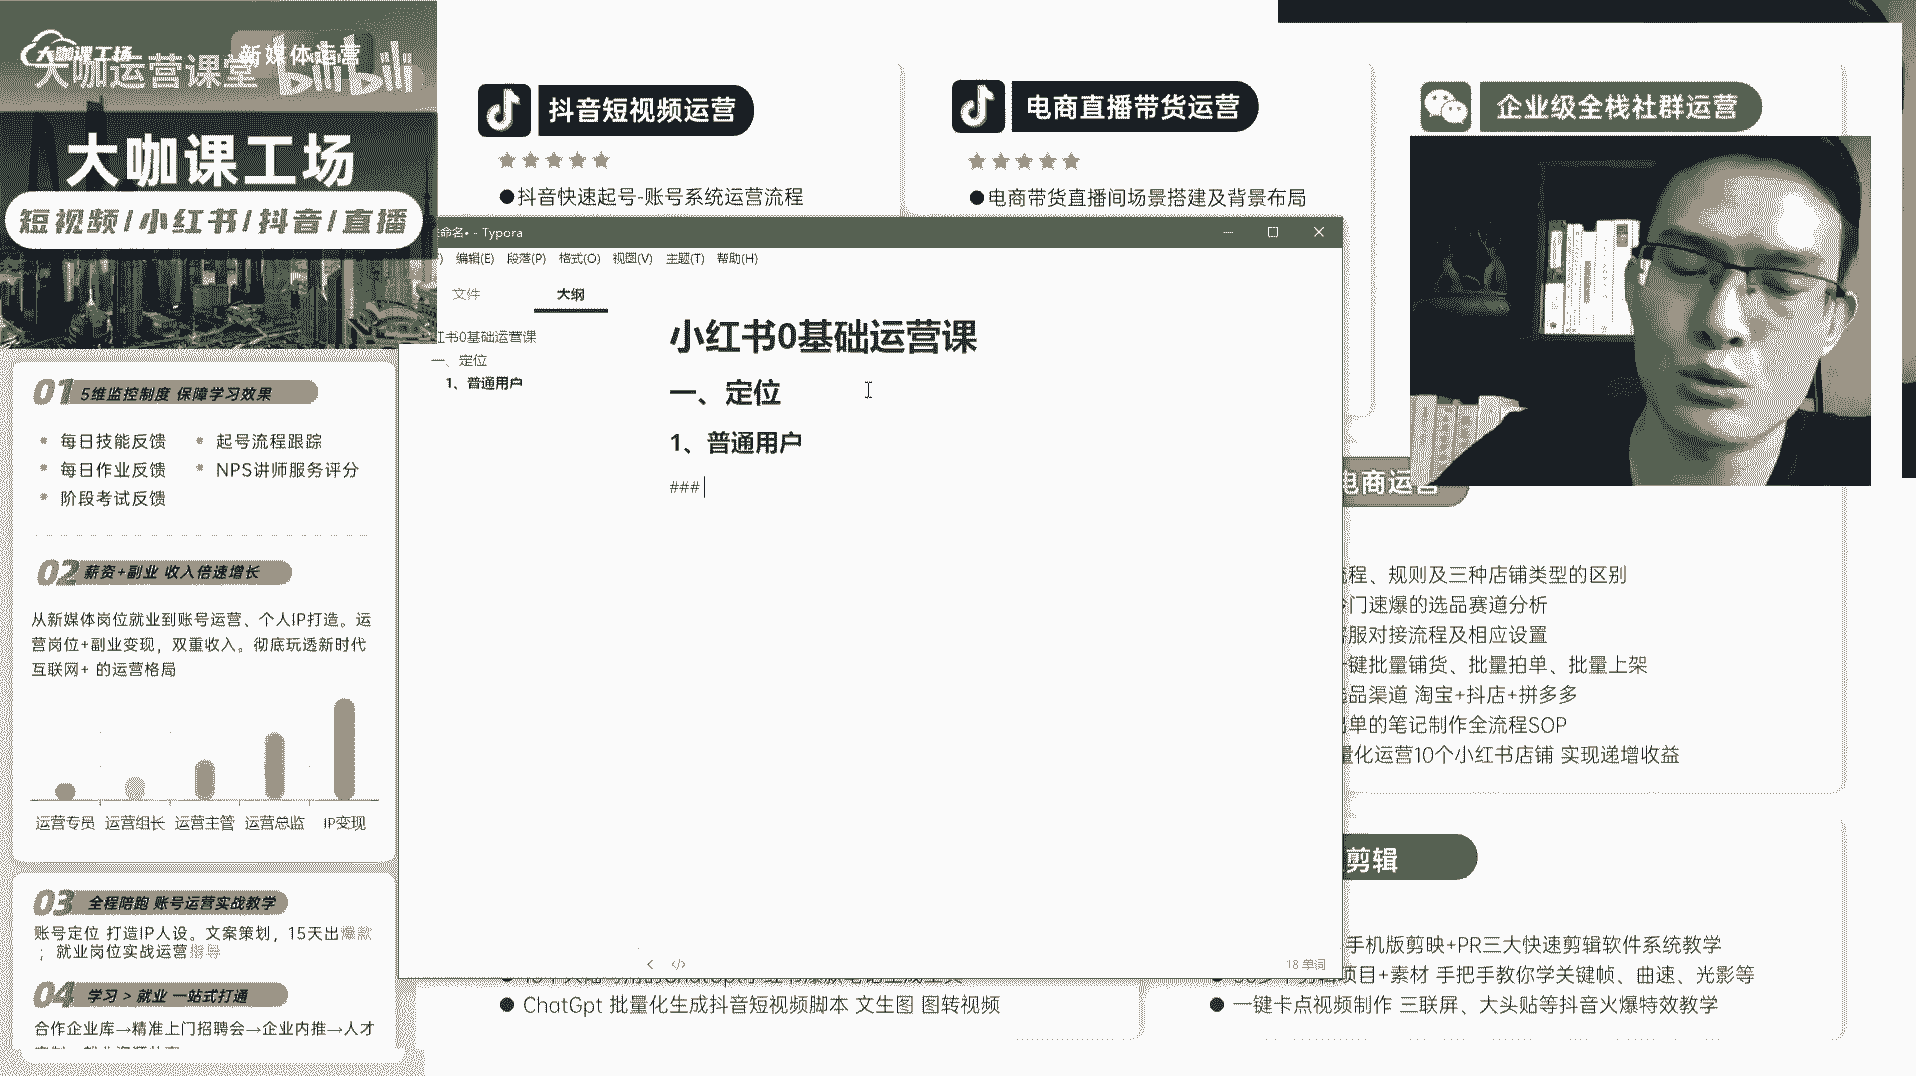 大咖课工场
新媒体运营
大咖运营课堂
bilibili
大咖课工场
短视频/小红书/抖音/直播
抖音短视频运营
●抖音快速起号-账号系统运营流程
电商直播带货运营
●电商带货直播间场景搭建及背景布局
企业级全栈社群运营
01 5维监控制度 保障学习效果
每日技能反馈
起号流程跟踪
每日作业反馈
NPS讲师服务评分
阶段考试反馈
02 薪资+副业 收入倍速增长
从新媒体岗位就业到账号运营、个人IP打造。运
营岗位+副业变现，双重收入。彻底玩透新时代
互联网+ 的运营格局
运营专员 运营组长 运营主管 运营总监 IP变现
03 全程陪跑 账号运营实战教学
账号定位 打造IP人设。文案策划，15天出爆款
；就业岗位实战运营指导
04 学习 > 就业 一站式打通
合作企业库→精准上门招聘会→企业内推→人才
命名• - Typora
编辑(E) 段落(P) 格式(O) 视图(V) 主题(T) 帮助(H)
文件
大纲
红书0基础运营课
一、定位
1、普通用户
小红书0基础运营课
一、定位
1、普通用户
###
18 单词
电商运营
流程、规则及三种店铺类型的区别
冷门速爆的选品赛道分析
客服对接流程及相应设置
一键批量铺货、批量拍单、批量上架
选品渠道 淘宝+抖店+拼多多
出单的笔记制作全流程SOP
量化运营10个小红书店铺 实现递增收益
剪辑
手机版剪映+PR三大快速剪辑软件系统教学
项目+素材 手把手教你学关键帧、曲速、光影等
●一键卡点视频制作 三联屏、大头贴等抖音火爆特效教学
●ChatGpt 批量化生成抖音短视频脚本 文生图 图转视频